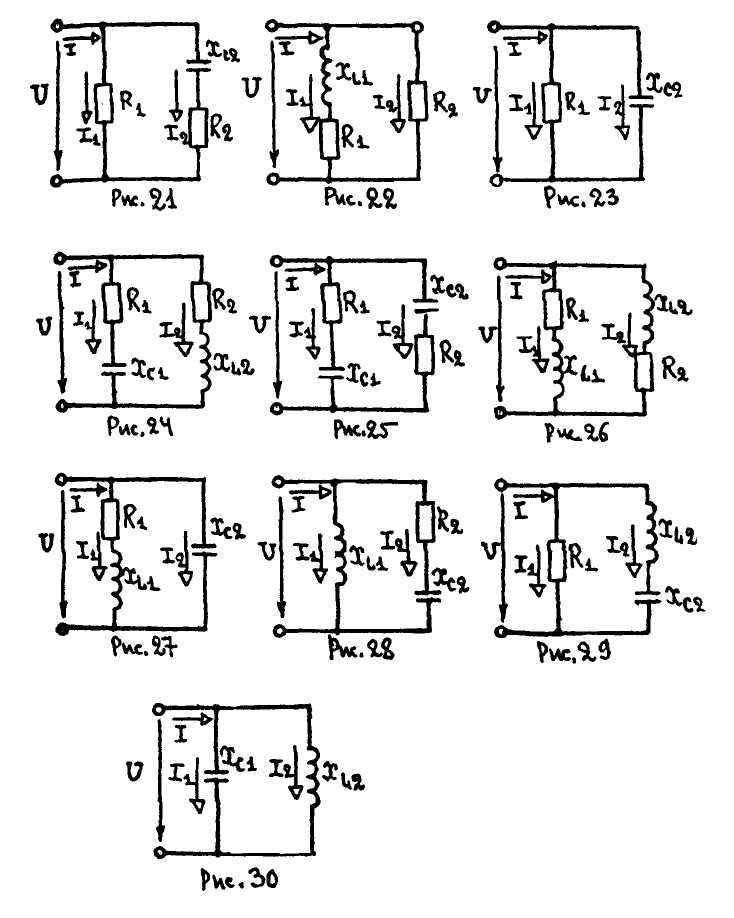 I
X L2
U
R1
I1
I2
R2
Рис. 21
I
XL1
U
I1
I2
R2
R1
Рис. 22
I
U
I1
R1
I2
XC2
Рис. 23
I
R1
R2
U
I1
I2
XC1
XL2
Рис. 24
I
XC2
U
R1
I1
I2
XC1
R2
Рис. 25
I
R1
XL2
U
I1
I2
XL1
R2
Рис. 26
I
R1
XC2
U
I1
I2
XL1
Рис. 27
I
R2
U
I1
XL1
I2
XC2
Рис. 28
I
XL2
U
I1
R1
I2
XC2
Рис. 29
I
XC1
U
I1
I2
XL2
Рис. 30